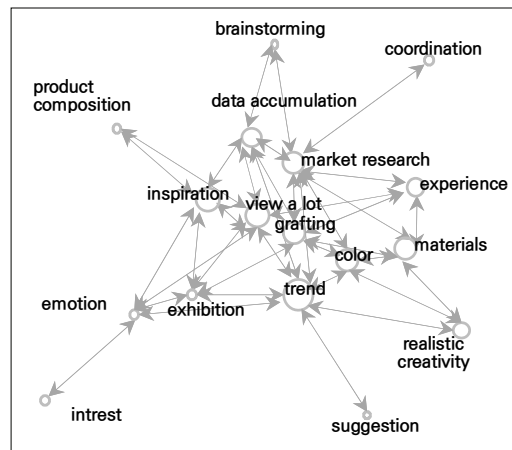 brainstorming
coordination
product
composition
data accumulation
market research
inspiration
experience
view a lot
grafting
color
materials
trend
emotion
exhibition
realistic
creativity
intrest
suggestion